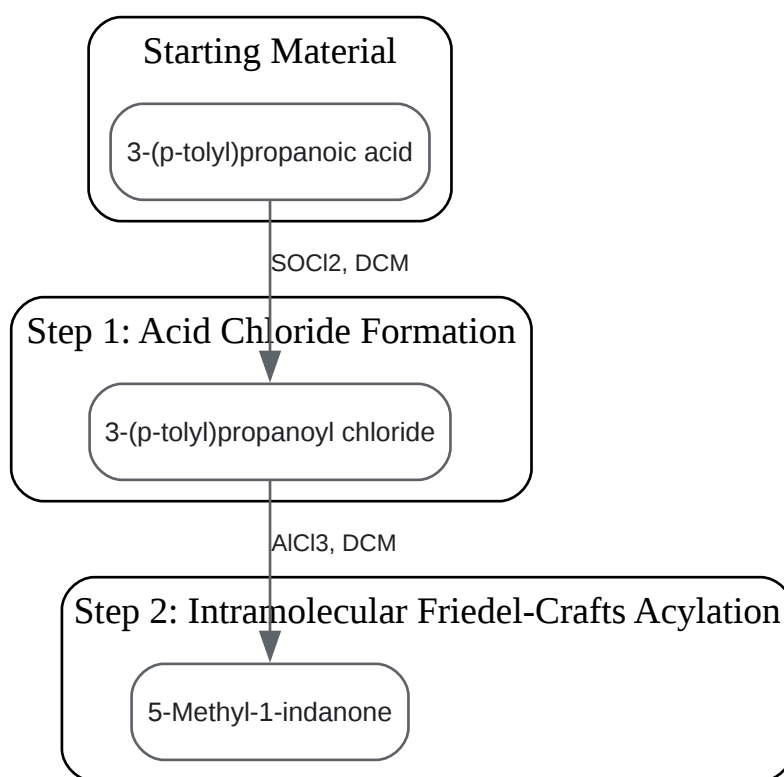 Starting Material
3-(p-tolyl)propanoic acid
SOCl2, DCM
Step 1: Acid Chloride Formation
3-(p-tolyl)propanoyl chloride
AlCl3, DCM
Step 2: Intramolecular Friedel-Crafts Acylation
5-Methyl-1-indanone